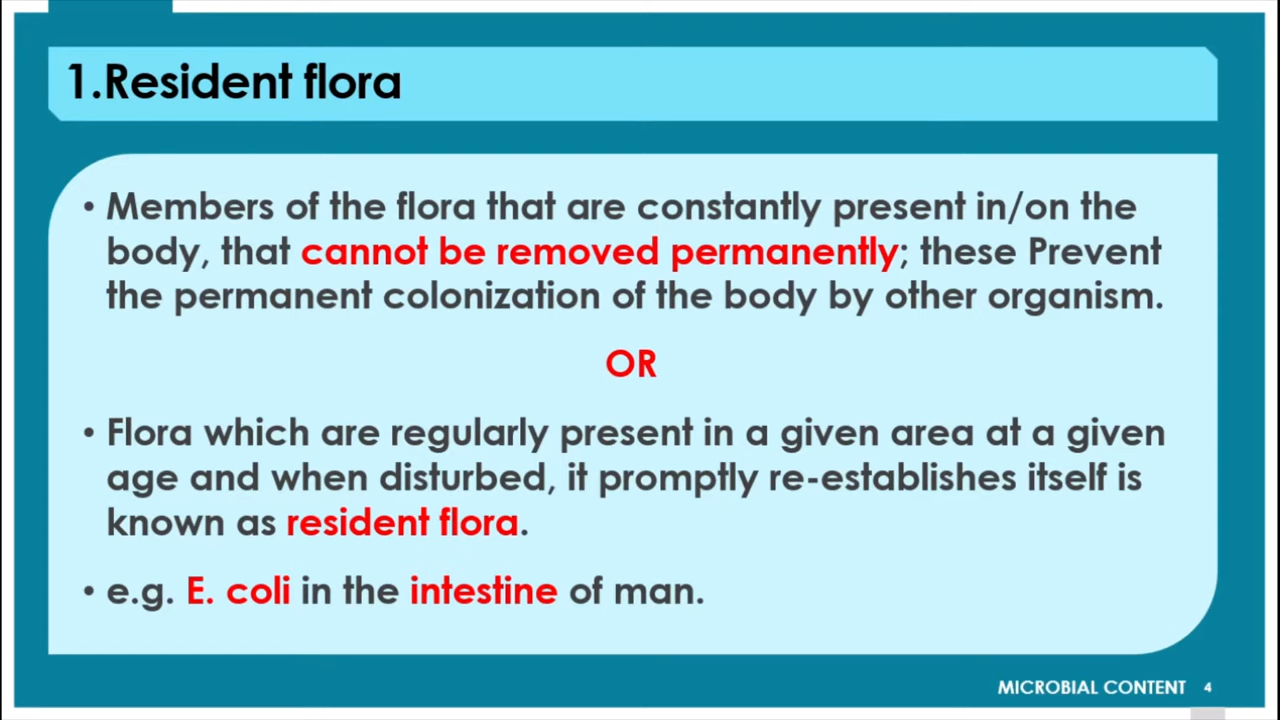 1.Resident flora
• Members of the flora that are constantly present in/on the
body, that cannot be removed permanently; these Prevent
the permanent colonization of the body by other organism.
OR
• Flora which are regularly present in a given area at a given
age and when disturbed, it promptly re-establishes itself is
known as resident flora.
• e.g. E. coli in the intestine of man.
MICROBIAL CONTENT 4